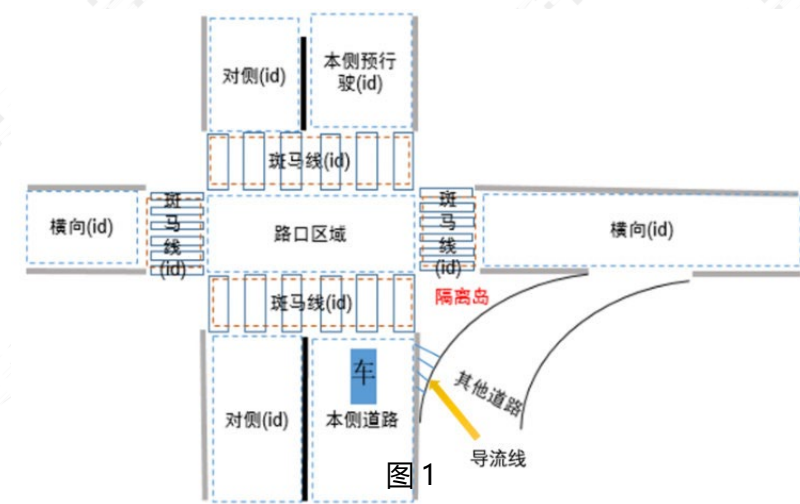 对侧(id)
本侧预行
驶(id)
斑马线(id)
横向(id)
斑
马
线
(id)
路口区域
斑
马
线
(id)
横向(id)
斑马线(id)
隔离岛
对侧(id)
车
本侧道路
其他道路
导流线
图1